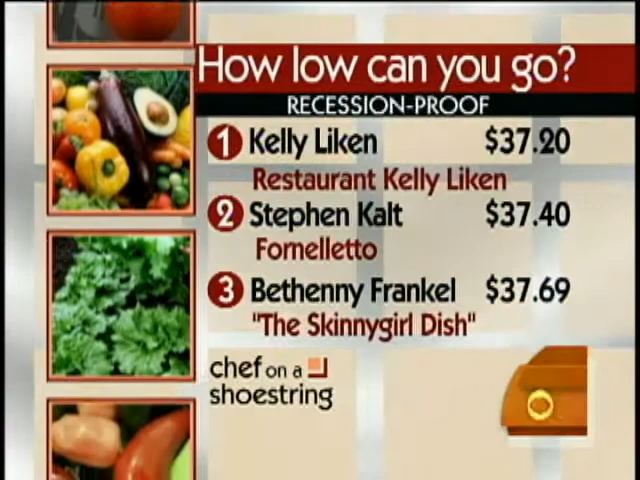 How low can you go?
RECESSION-PROOF
1 Kelly Liken $37.20
Restaurant Kelly Liken
2 Stephen Kalt $37.40
Fornelletto
3 Bethenny Frankel $37.69
"The Skinnygirl Dish"
chef on a
shoestring